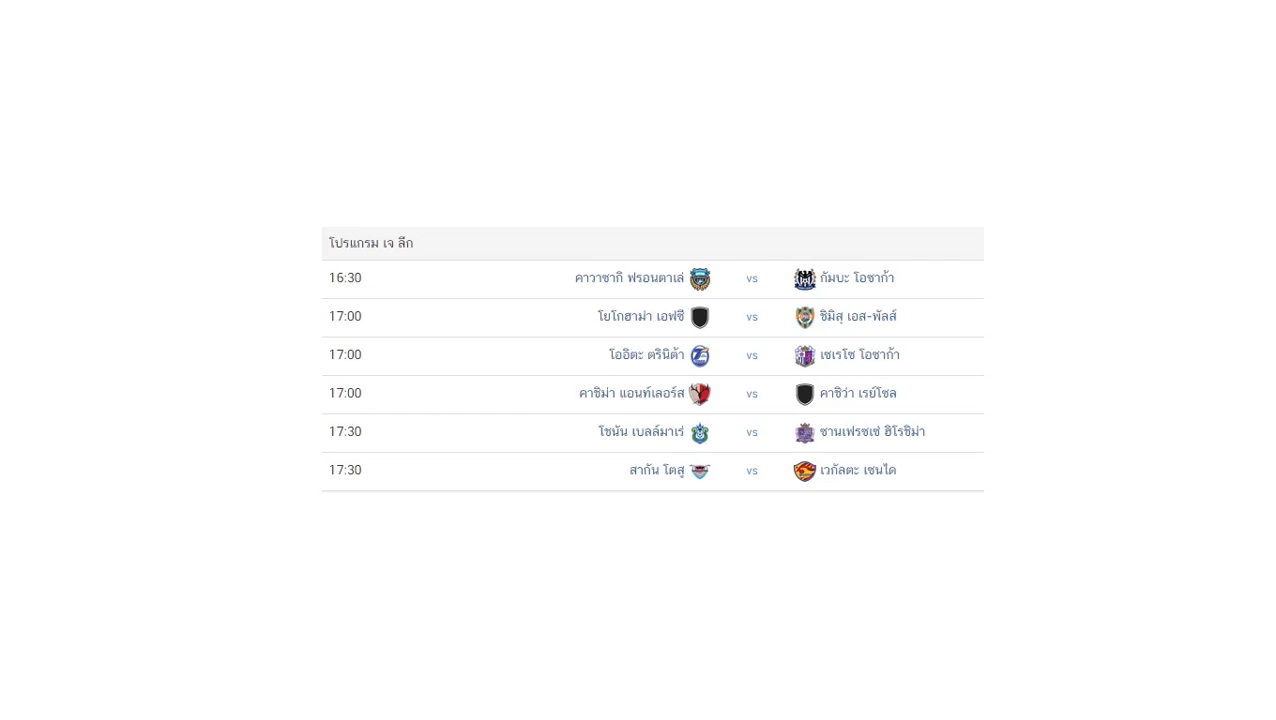 โปรแกรม เจ ลีก
16:30 คาวาซากิ ฟรอนตาเล่ vs กัมบะ โอซาก้า
17:00 โยโกฮาม่า เอฟซี vs ชิมิสุ เอส-พัลส์
17:00 โออิตะ ตรินิต้า vs เซเรโซ โอซาก้า
17:00 คาชิม่า แอนท์เลอร์ส vs คาชิว่า เรย์โซล
17:30 โชนัน เบลล์มาเร่ vs ซานเฟรซเซ่ ฮิโรชิม่า
17:30 สากัน โตสุ vs เวกัลตะ เซนได